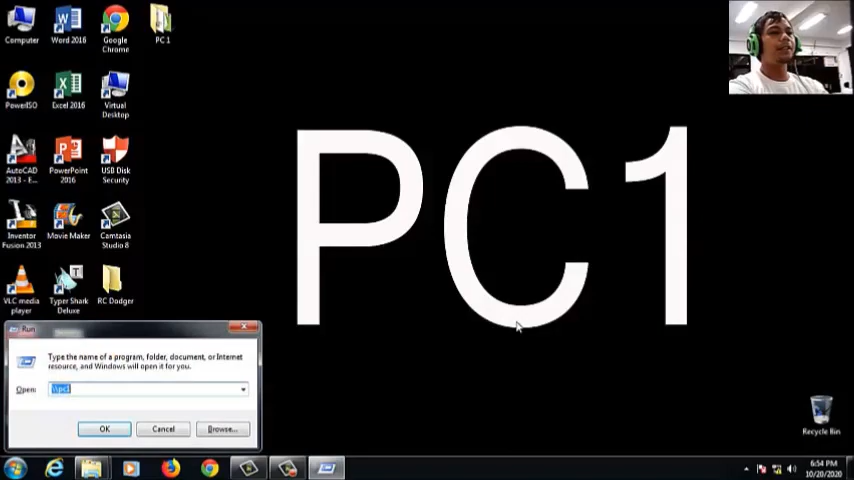 Computer
Word 2016
Google
Chrome
PC 1
PowerISO
Excel 2016
Virtual
Desktop
AutoCAD
2013 - E...
PowerPoint
2016
USB Disk
Security
Inventor
Fusion 2013
Movie Maker
Camtasia
Studio 8
VLC media
player
Typer Shark
Deluxe
RC Dodger
PC1
Run
Type the name of a program, folder, document, or Internet
resource, and Windows will open it for you.
Open:
\\pc1
OK
Cancel
Browse...
Recycle Bin
6:54 PM
10/20/2020